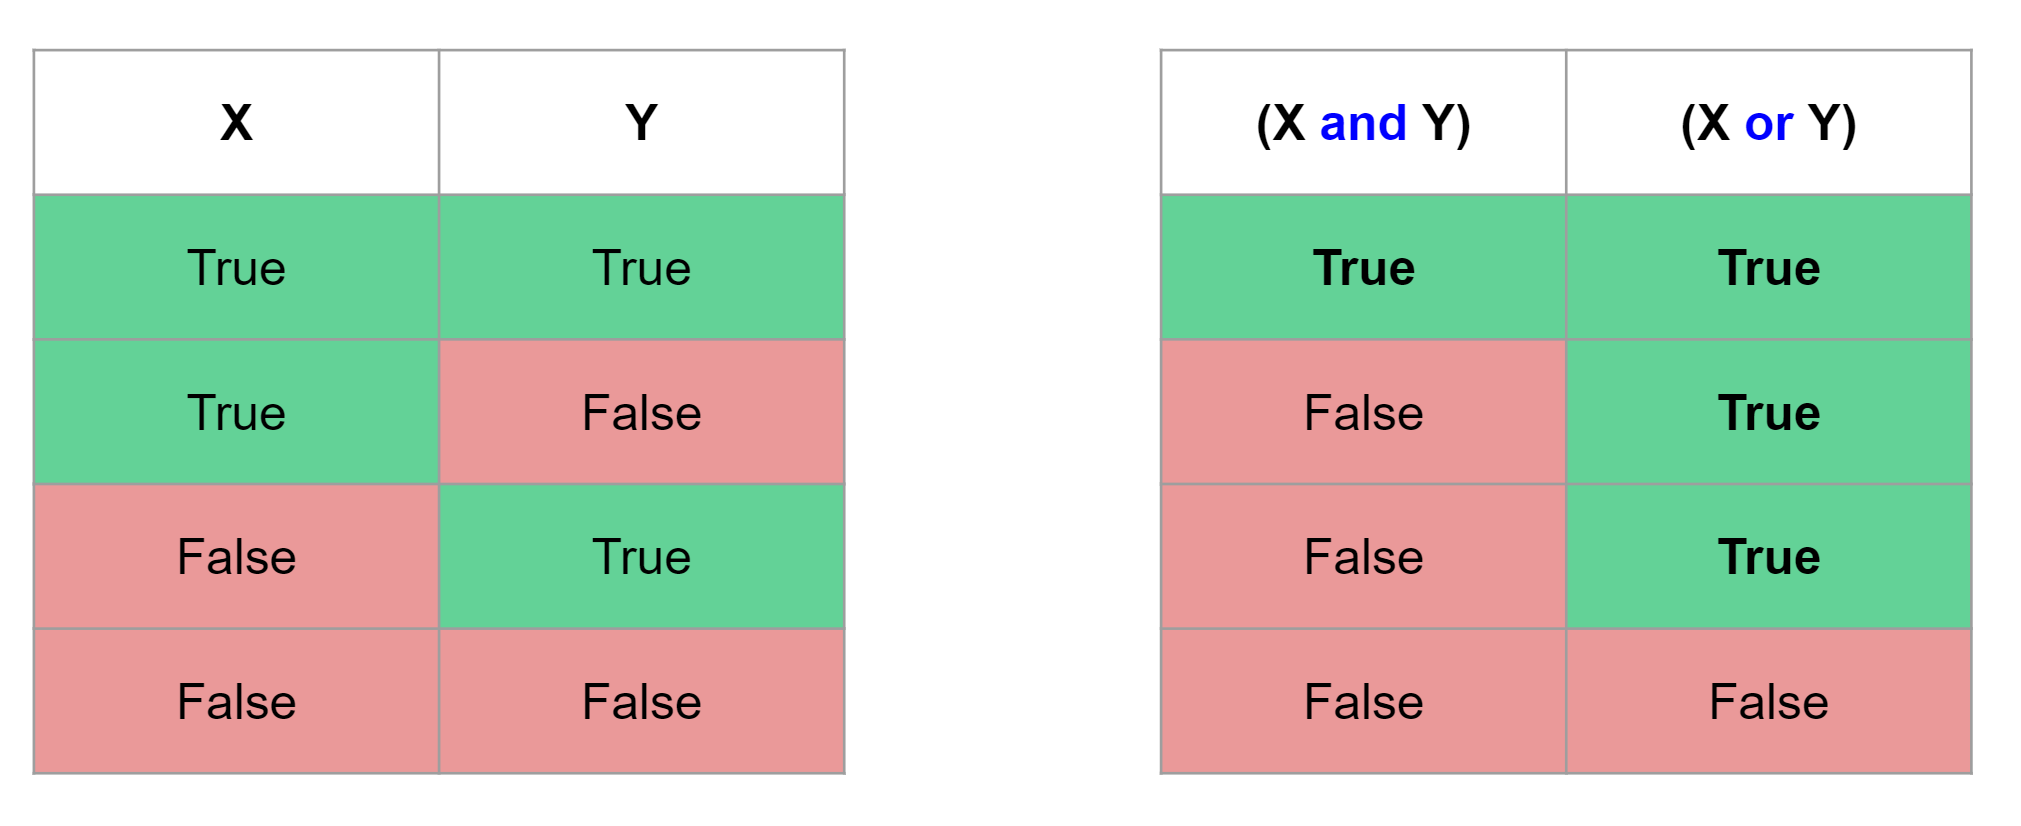 X Y (X and Y) (X or Y)
True True True True
True False False True
False True False True
False False False False